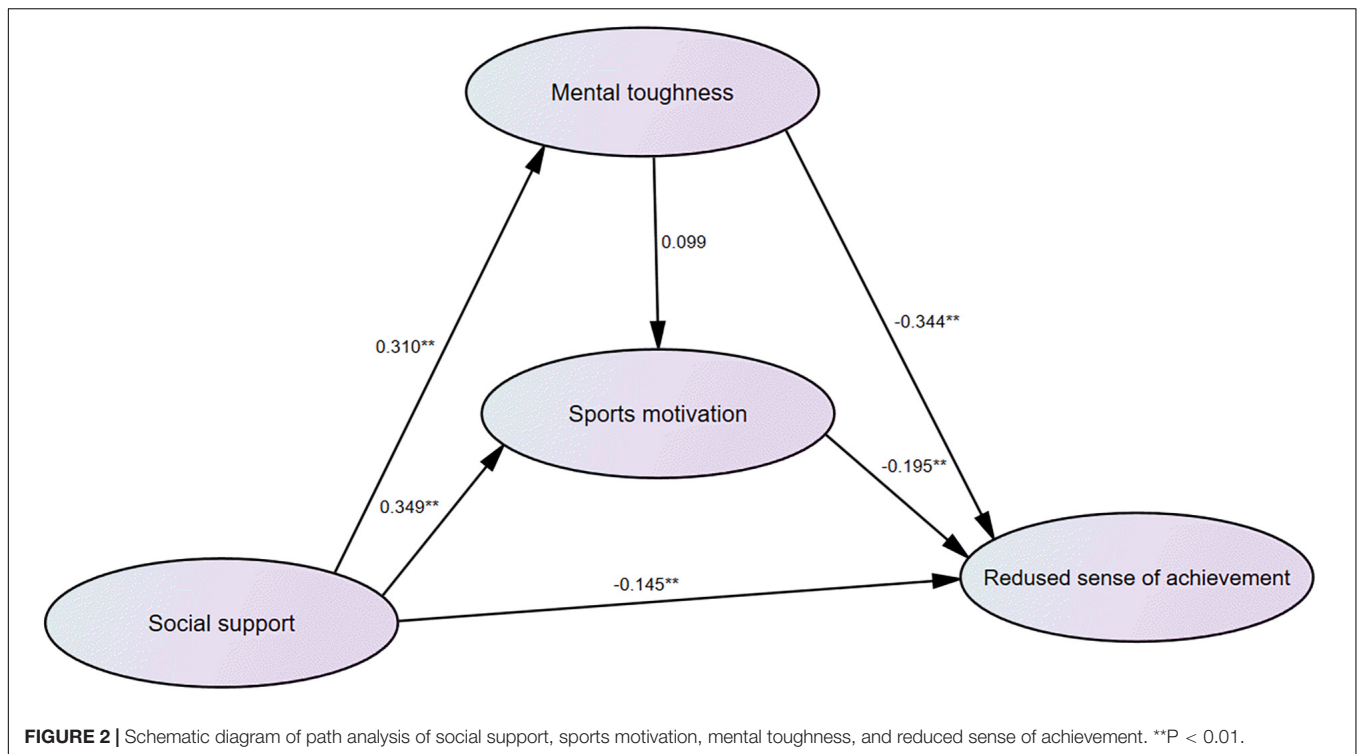 Mental toughness
0.099
-0.344**
0.310**
Sports motivation
-0.195**
0.349**
Redused sense of achievement
-0.145**
Social support
FIGURE 2 | Schematic diagram of path analysis of social support, sports motivation, mental toughness, and reduced sense of achievement. **P < 0.01.